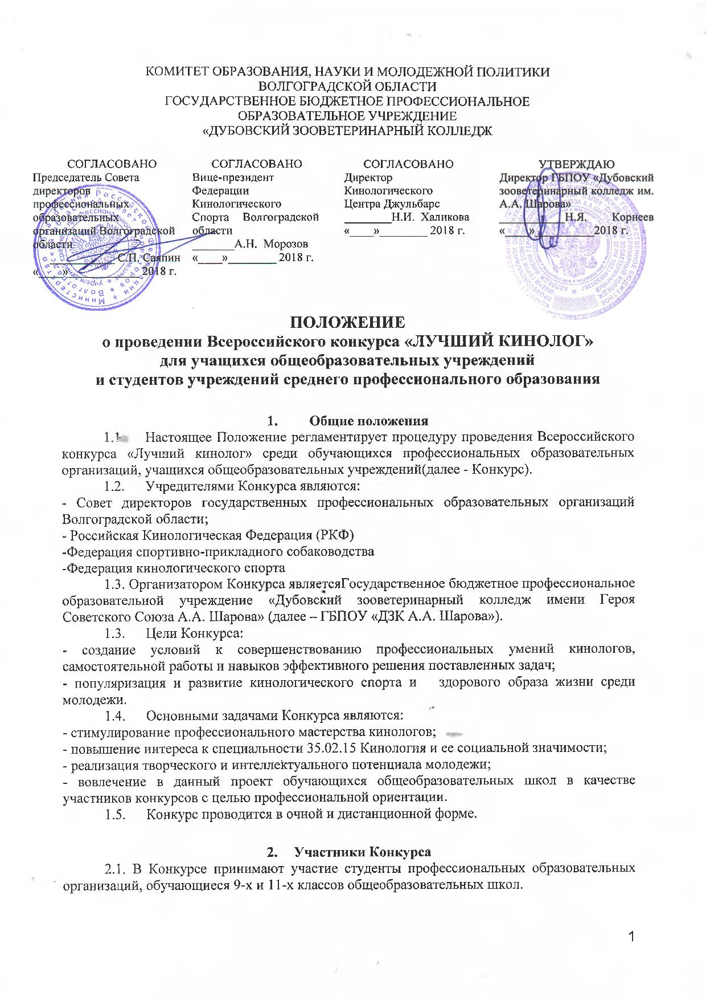 КОМИТЕТ ОБРАЗОВАНИЯ, НАУКИ И МОЛОДЕЖНОЙ ПОЛИТИКИ
ВОЛГОГРАДСКОЙ ОБЛАСТИ
ГОСУДАРСТВЕННОЕ БЮДЖЕТНОЕ ПРОФЕССИОНАЛЬНОЕ
ОБРАЗОВАТЕЛЬНОЕ УЧРЕЖДЕНИЕ
«ДУБОВСКИЙ ЗООВЕТЕРИНАРНЫЙ КОЛЛЕДЖ
СОГЛАСОВАНО
Председатель Совета
директоров
профессиональных
образовательных
организаций Волгоградской
области
___________ С.П. Саяпин
«____»____________ 2018 г.
СОГЛАСОВАНО
Вице-президент
Федерации
Кинологического
Спорта Волгоградской
области
_______А.Н. Морозов
«____»________ 2018 г.
СОГЛАСОВАНО
Директор
Кинологического
Центра Джульбарс
________Н.И. Халикова
«____»________ 2018 г.
УТВЕРЖДАЮ
Директор ГБПОУ «Дубовский
зооветеринарный колледж им.
А.А. Шарова»
___________Н.Я. Корнеев
«____»__________2018 г.
ПОЛОЖЕНИЕ
о проведении Всероссийского конкурса «ЛУЧШИЙ КИНОЛОГ»
для учащихся общеобразовательных учреждений
и студентов учреждений среднего профессионального образования
1. Общие положения
1.1 Настоящее Положение регламентирует процедуру проведения Всероссийского
конкурса «Лучший кинолог» среди обучающихся профессиональных образовательных
организаций, учащихся общеобразовательных учреждений(далее - Конкурс).
1.2. Учредителями Конкурса являются:
- Совет директоров государственных профессиональных образовательных организаций
Волгоградской области;
- Российская Кинологическая Федерация (РКФ)
-Федерация спортивно-прикладного собаководства
-Федерация кинологического спорта
1.3. Организатором Конкурса являетсяГосударственное бюджетное профессиональное
образовательной учреждение «Дубовский зооветеринарный колледж имени Героя
Советского Союза А.А. Шарова» (далее – ГБПОУ «ДЗК А.А. Шарова»).
1.3. Цели Конкурса:
- создание условий к совершенствованию профессиональных умений кинологов,
самостоятельной работы и навыков эффективного решения поставленных задач;
- популяризация и развитие кинологического спорта и здорового образа жизни среди
молодежи.
1.4. Основными задачами Конкурса являются:
- стимулирование профессионального мастерства кинологов;
- повышение интереса к специальности 35.02.15 Кинология и ее социальной значимости;
- реализация творческого и интеллектуального потенциала молодежи;
- вовлечение в данный проект обучающихся общеобразовательных школ в качестве
участников конкурсов с целью профессиональной ориентации.
1.5. Конкурс проводится в очной и дистанционной форме.
2. Участники Конкурса
2.1. В Конкурсе принимают участие студенты профессиональных образовательных
организаций, обучающиеся 9-х и 11-х классов общеобразовательных школ.
1